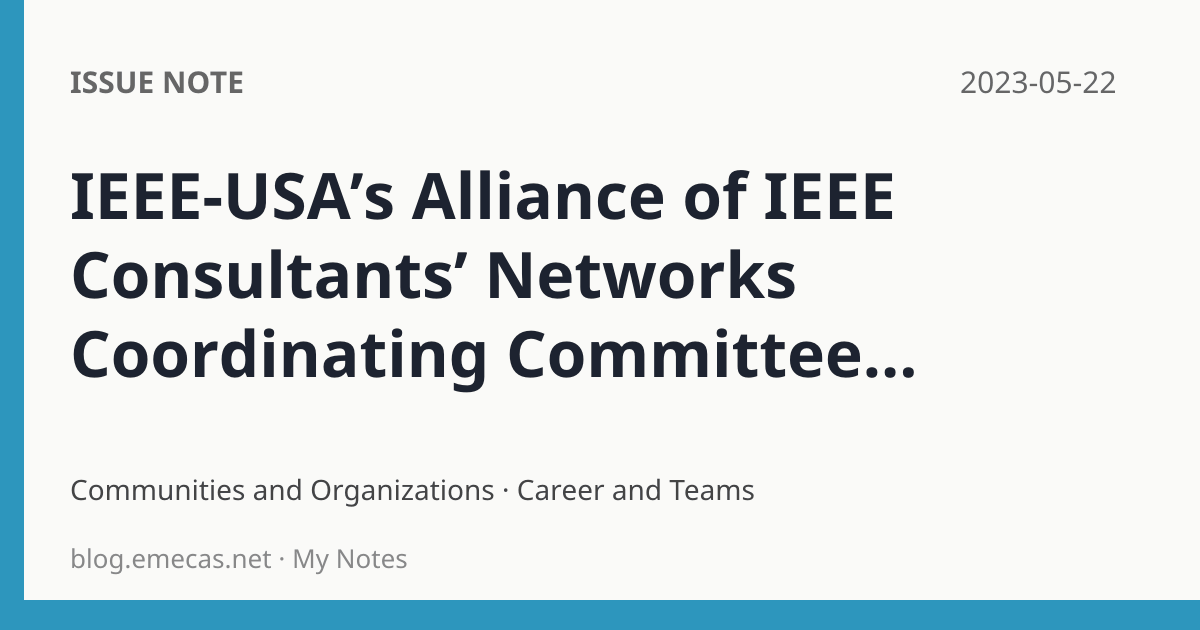 ISSUE NOTE
2023-05-22
IEEE-USA’s Alliance of IEEE
Consultants’ Networks
Coordinating Committee...
Communities and Organizations · Career and Teams
blog.emecas.net · My Notes